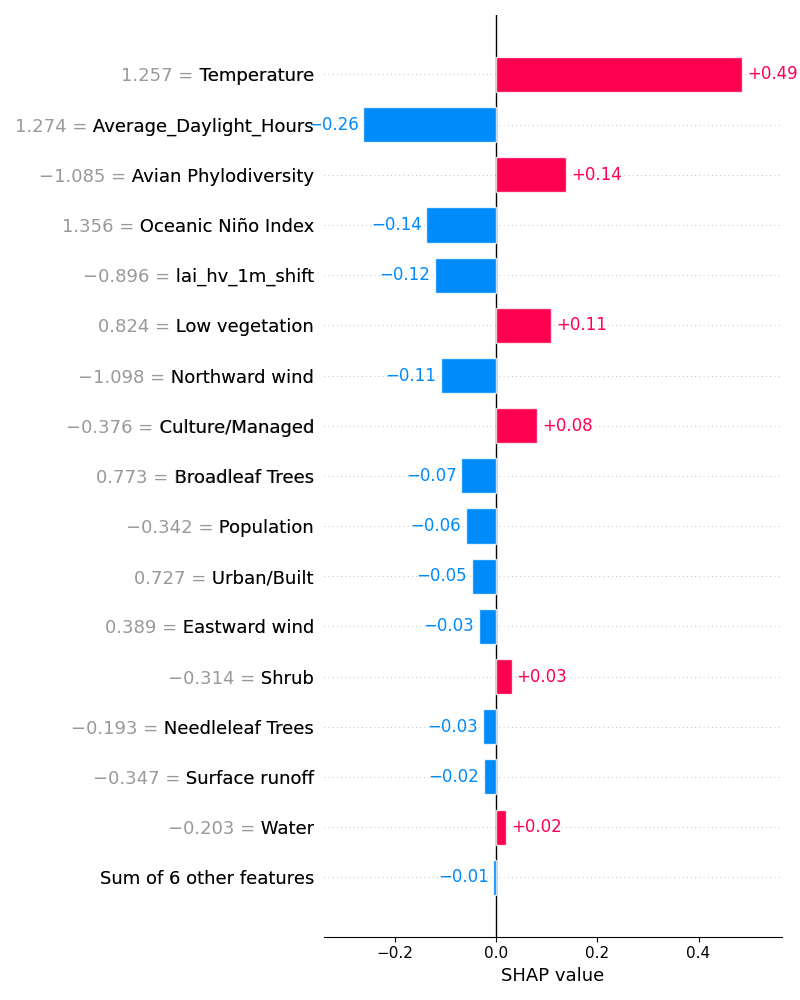 1.257 = Temperature +0.49
1.274 = Average_Daylight_Hours −0.26
−1.085 = Avian Phylodiversity +0.14
1.356 = Oceanic Niño Index −0.14
−0.896 = lai_hv_1m_shift −0.12
0.824 = Low vegetation +0.11
−1.098 = Northward wind −0.11
−0.376 = Culture/Managed +0.08
0.773 = Broadleaf Trees −0.07
−0.342 = Population −0.06
0.727 = Urban/Built −0.05
0.389 = Eastward wind −0.03
−0.314 = Shrub +0.03
−0.193 = Needleleaf Trees −0.03
−0.347 = Surface runoff −0.02
−0.203 = Water +0.02
Sum of 6 other features −0.01
−0.2 0.0 0.2 0.4
SHAP value